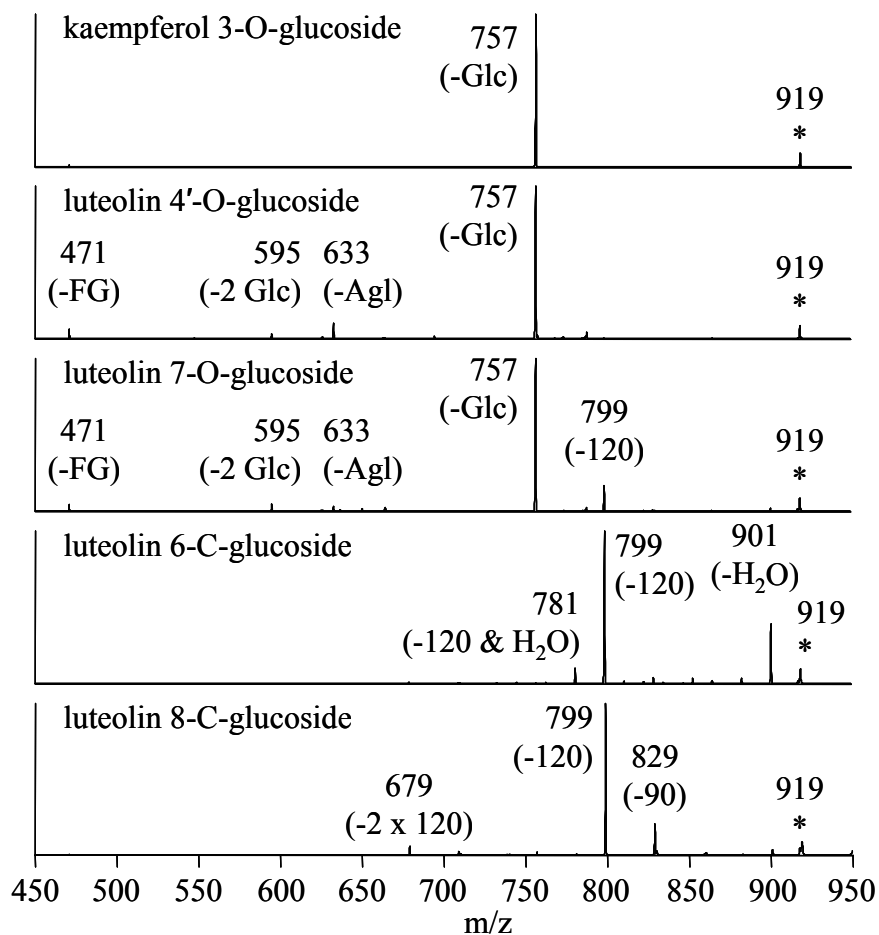 kaempferol 3-O-glucoside
757
(-Glc)
919
*
luteolin 4′-O-glucoside
757
(-Glc)
471
(-FG)
595
(-2 Glc)
633
(-Agl)
919
*
luteolin 7-O-glucoside
757
(-Glc)
471
(-FG)
595
(-2 Glc)
633
(-Agl)
799
(-120)
919
*
luteolin 6-C-glucoside
781
(-120 & H₂O)
799
(-120)
901
(-H₂O)
919
*
luteolin 8-C-glucoside
679
(-2 x 120)
799
(-120)
829
(-90)
919
*
450 500 550 600 650 700 750 800 850 900 950
m/z